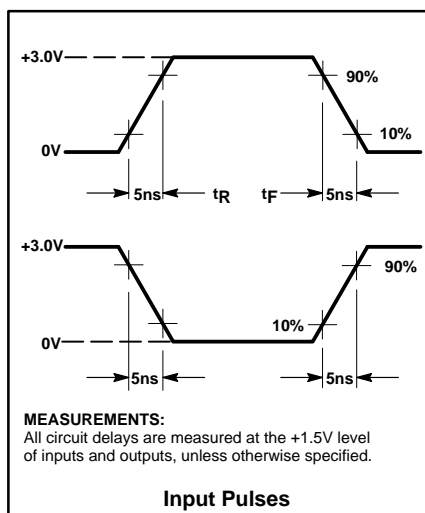 +3.0V
90%
10%
0V
5ns tR tF 5ns
+3.0V
90%
10%
0V
5ns 5ns
MEASUREMENTS:
All circuit delays are measured at the +1.5V level
of inputs and outputs, unless otherwise specified.
Input Pulses